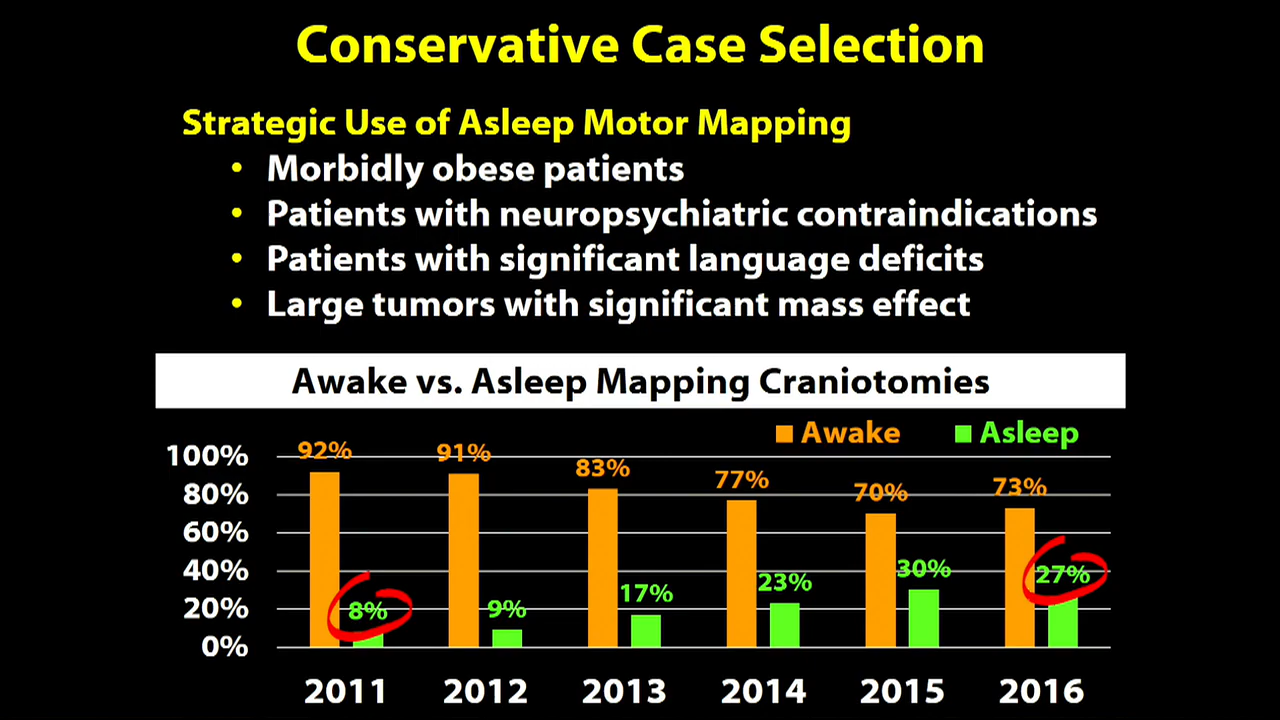 Conservative Case Selection
Strategic Use of Asleep Motor Mapping
• Morbidly obese patients
• Patients with neuropsychiatric contraindications
• Patients with significant language deficits
• Large tumors with significant mass effect
Awake vs. Asleep Mapping Craniotomies
Awake Asleep
100%
80%
60%
40%
20%
0%
92% 91% 83% 77% 70% 73%
8% 9% 17% 23% 30% 27%
2011 2012 2013 2014 2015 2016